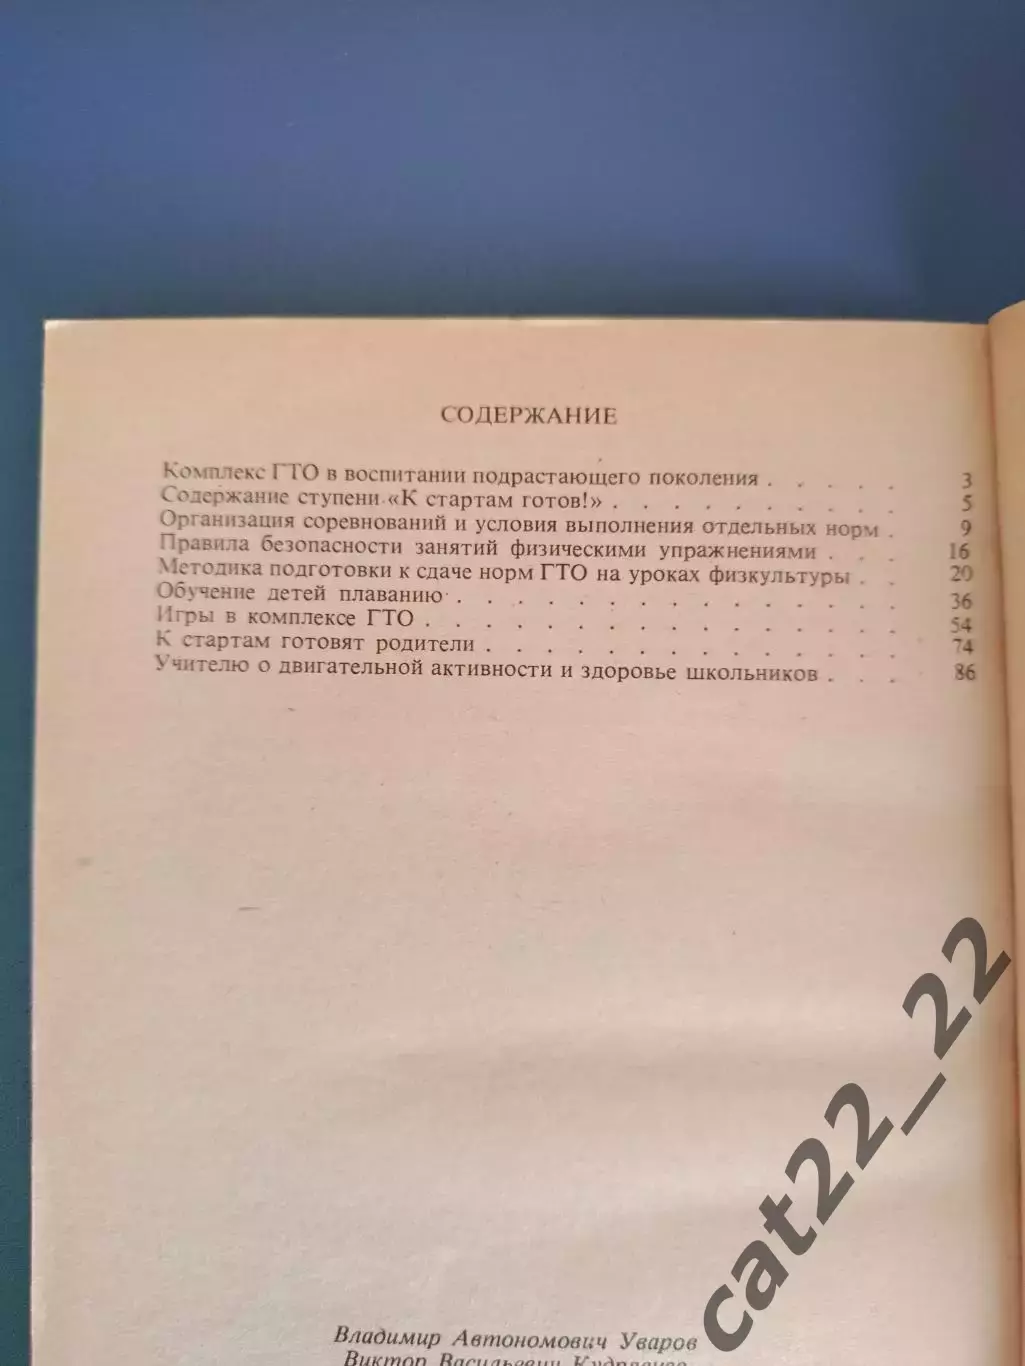 СОДЕРЖАНИЕ
Комплекс ГТО в воспитании подрастающего поколения . . . . . 3
Содержание ступени «К стартам готов!» . . . . . . . . . . 5
Организация соревнований и условия выполнения отдельных норм . 9
Правила безопасности занятий физическими упражнениями . . . 16
Методика подготовки к сдаче норм ГТО на уроках физкультуры . . 20
Обучение детей плаванию . . . . . . . . . . . . 36
Игры в комплексе ГТО . . . . . . . . . . . . . 54
К стартам готовят родители . . . . . . . . . . . 74
Учителю о двигательной активности и здоровье школьников . . . 86
Владимир Автономович Уваров
Виктор Васильевич
cat22_22